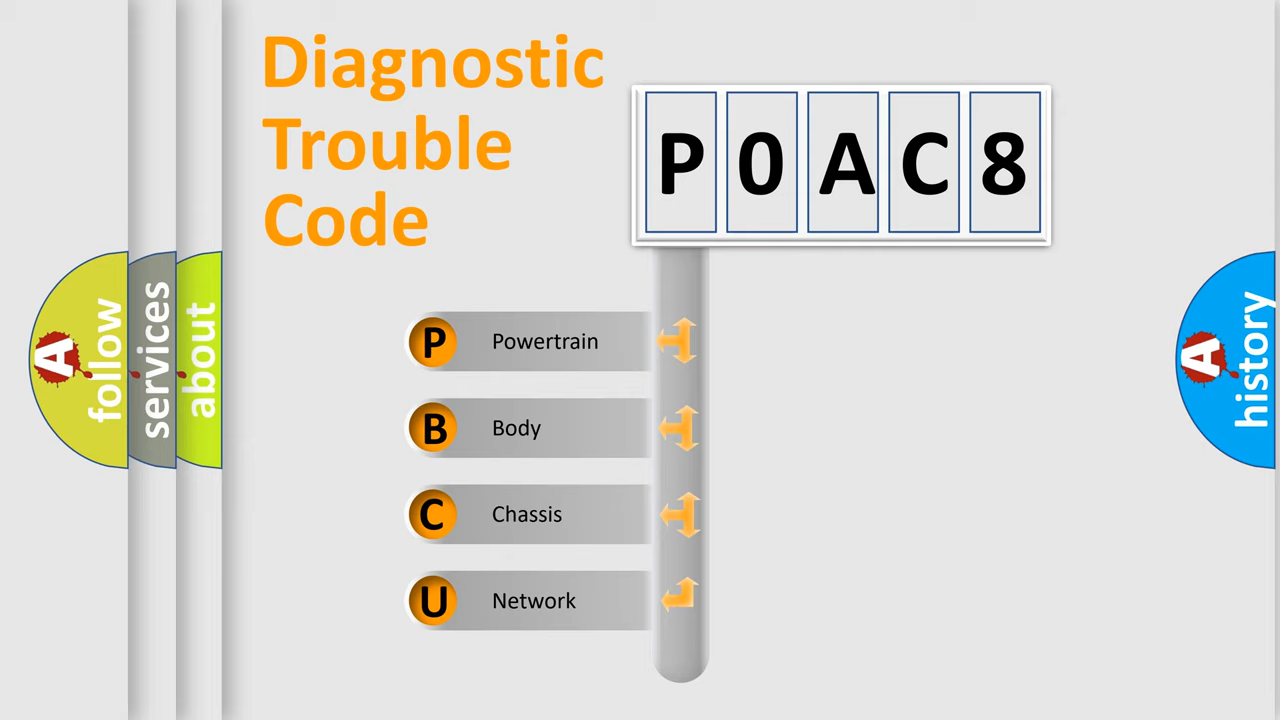 Diagnostic
Trouble
Code
P 0 A C 8
P Powertrain
B Body
C Chassis
U Network
A follow
services
about
A history